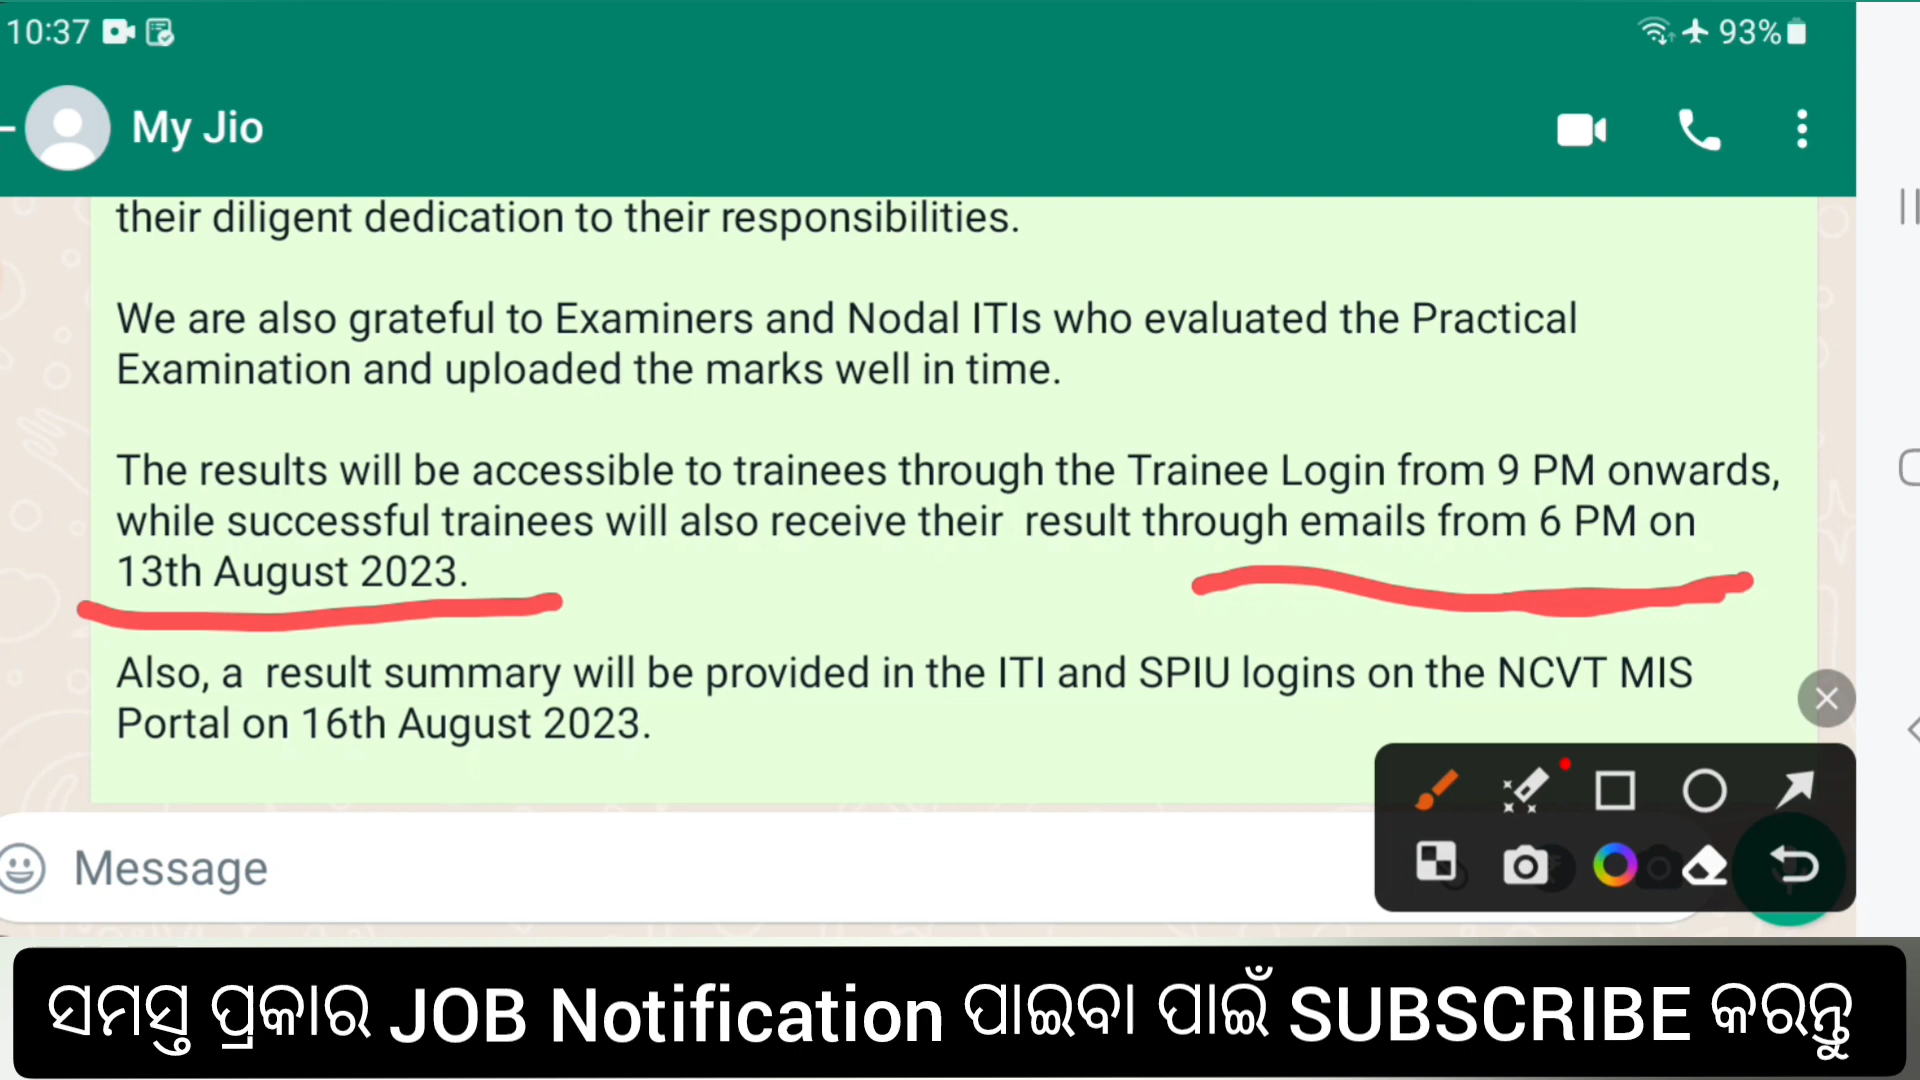 10:37
93%
My Jio
their diligent dedication to their responsibilities.
We are also grateful to Examiners and Nodal ITIs who evaluated the Practical
Examination and uploaded the marks well in time.
The results will be accessible to trainees through the Trainee Login from 9 PM onwards,
while successful trainees will also receive their  result through emails from 6 PM on
13th August 2023.
Also, a  result summary will be provided in the ITI and SPIU logins on the NCVT MIS
Portal on 16th August 2023.
Message
ସମସ୍ତ ପ୍ରକାର JOB Notification ପାଇବା ପାଇଁ SUBSCRIBE କରନ୍ତୁ